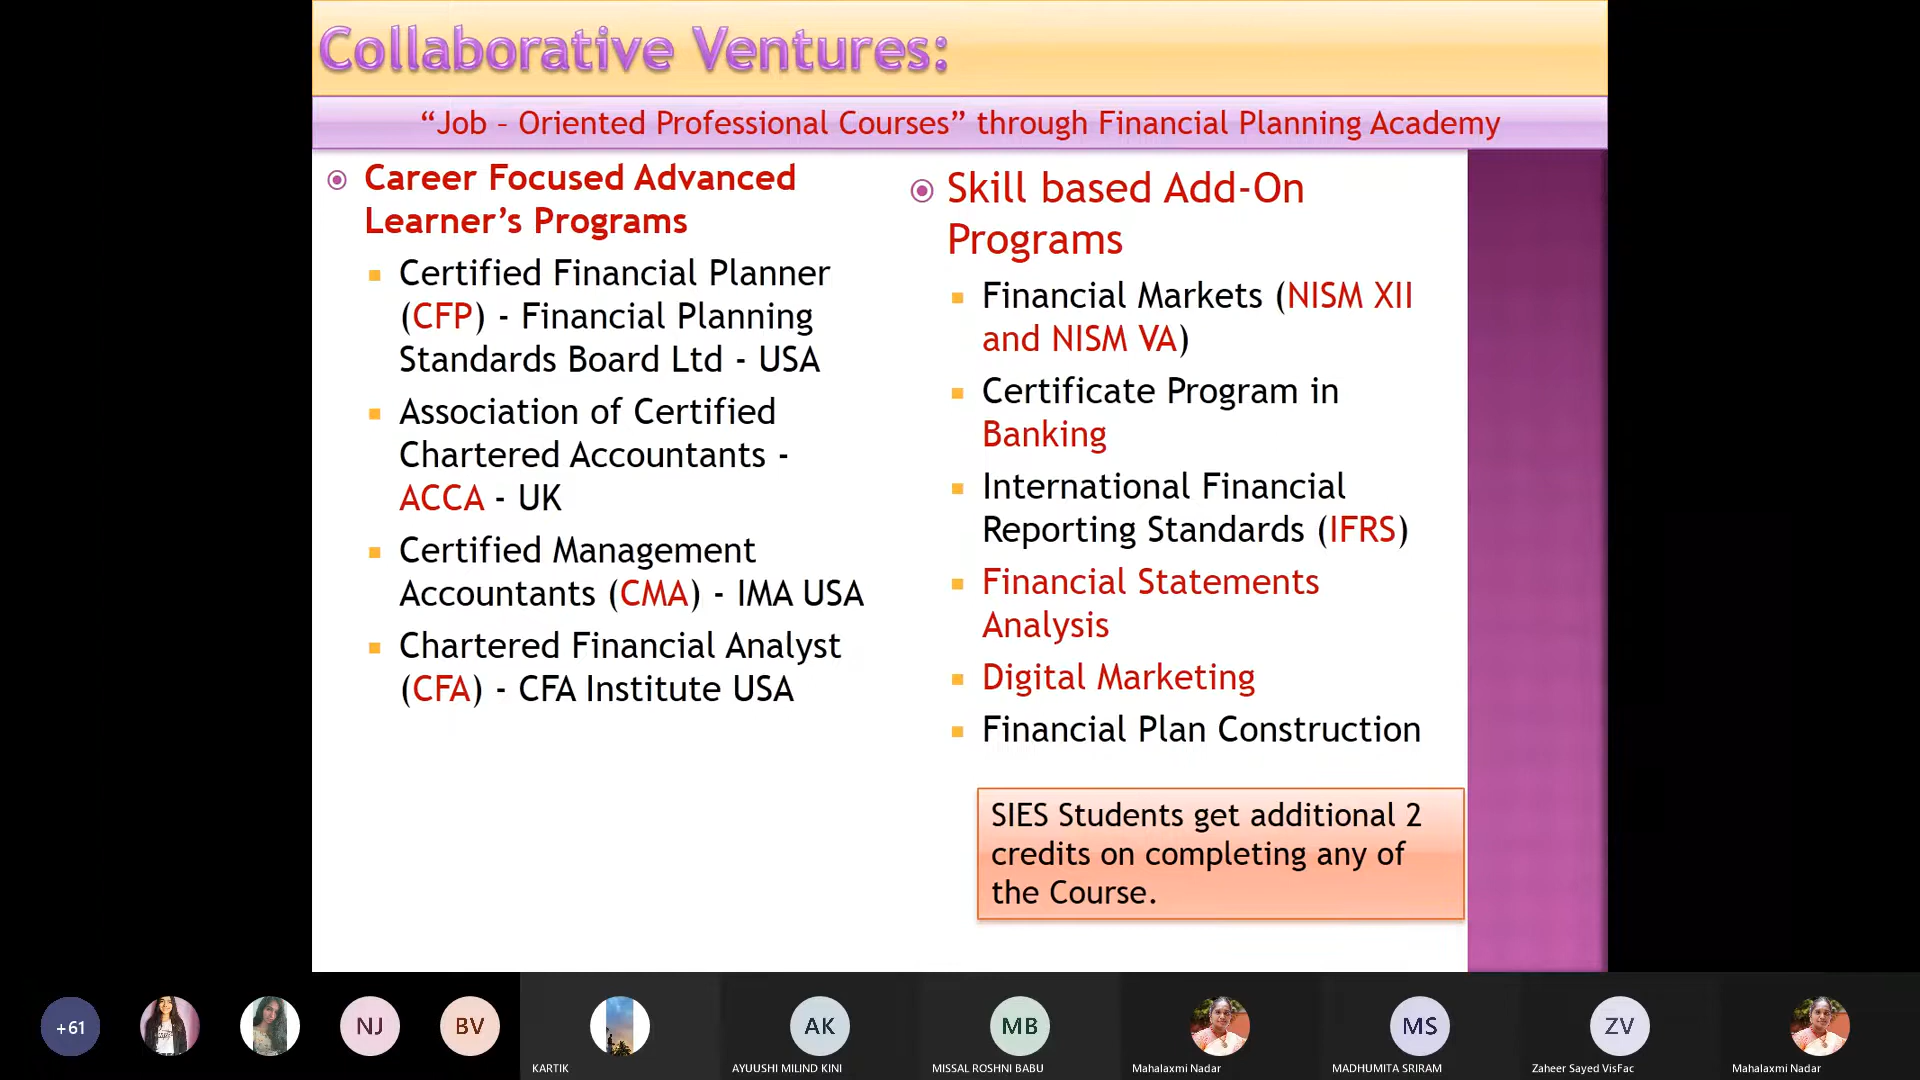 Collaborative Ventures:
“Job – Oriented Professional Courses” through Financial Planning Academy
Career Focused Advanced
Learner’s Programs
Certified Financial Planner
(CFP) - Financial Planning
Standards Board Ltd - USA
Association of Certified
Chartered Accountants -
ACCA - UK
Certified Management
Accountants (CMA) - IMA USA
Chartered Financial Analyst
(CFA) - CFA Institute USA
Skill based Add-On
Programs
Financial Markets (NISM XII
and NISM VA)
Certificate Program in
Banking
International Financial
Reporting Standards (IFRS)
Financial Statements
Analysis
Digital Marketing
Financial Plan Construction
SIES Students get additional 2
credits on completing any of
the Course.
+61
NJ
BV
KARTIK
AK
AYUUSHI MILIND KINI
MB
MISSAL ROSHNI BABU
Mahalaxmi Nadar
MS
MADHUMITA SRIRAM
ZV
Zaheer Sayed VisFac
Mahalaxmi Nadar